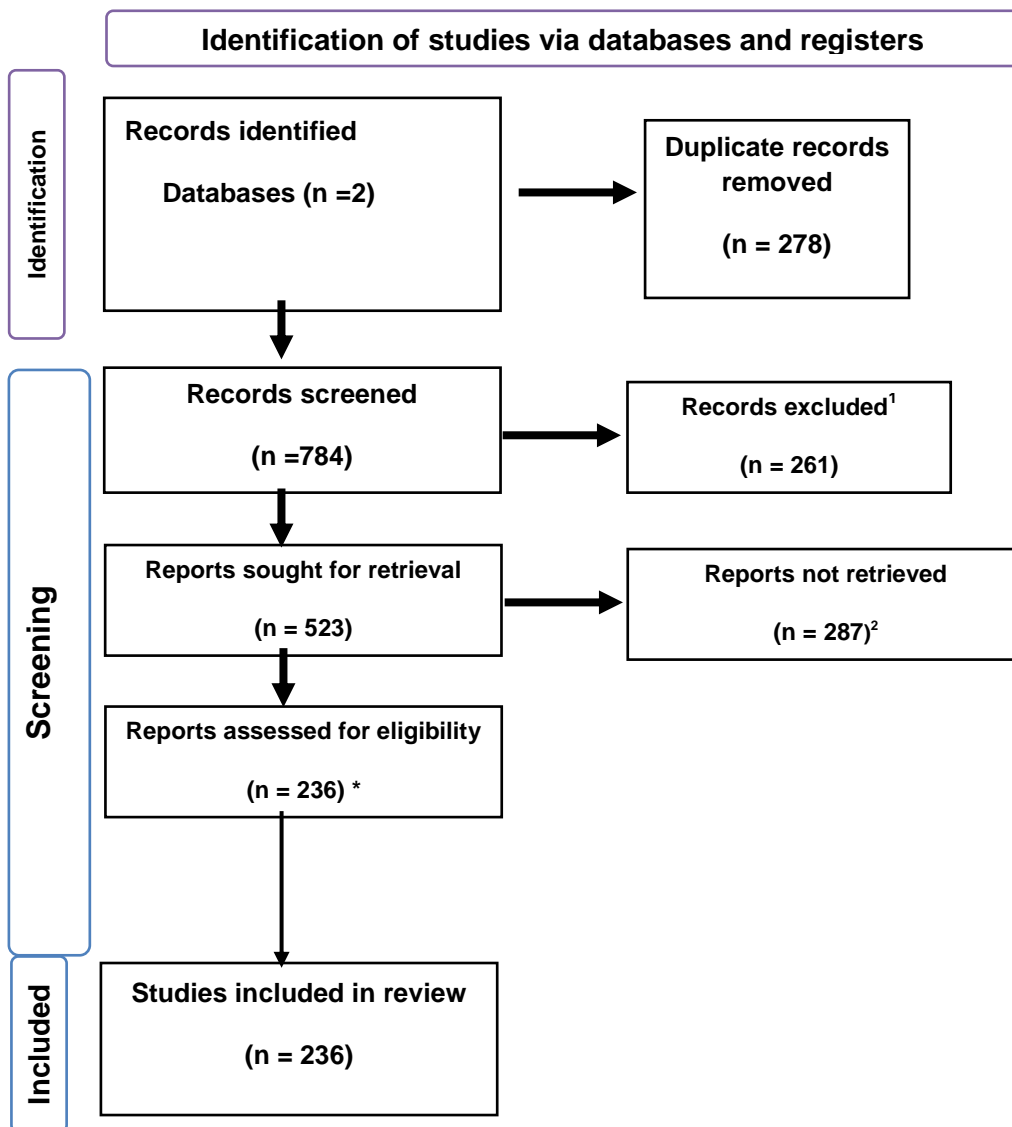 Identification of studies via databases and registers
Identification
Records identified
Databases (n =2)
Duplicate records
removed
(n = 278)
Screening
Records screened
(n =784)
Records excluded¹
(n = 261)
Reports sought for retrieval
(n = 523)
Reports not retrieved
(n = 287)²
Reports assessed for eligibility
(n = 236) *
Included
Studies included in review
(n = 236)